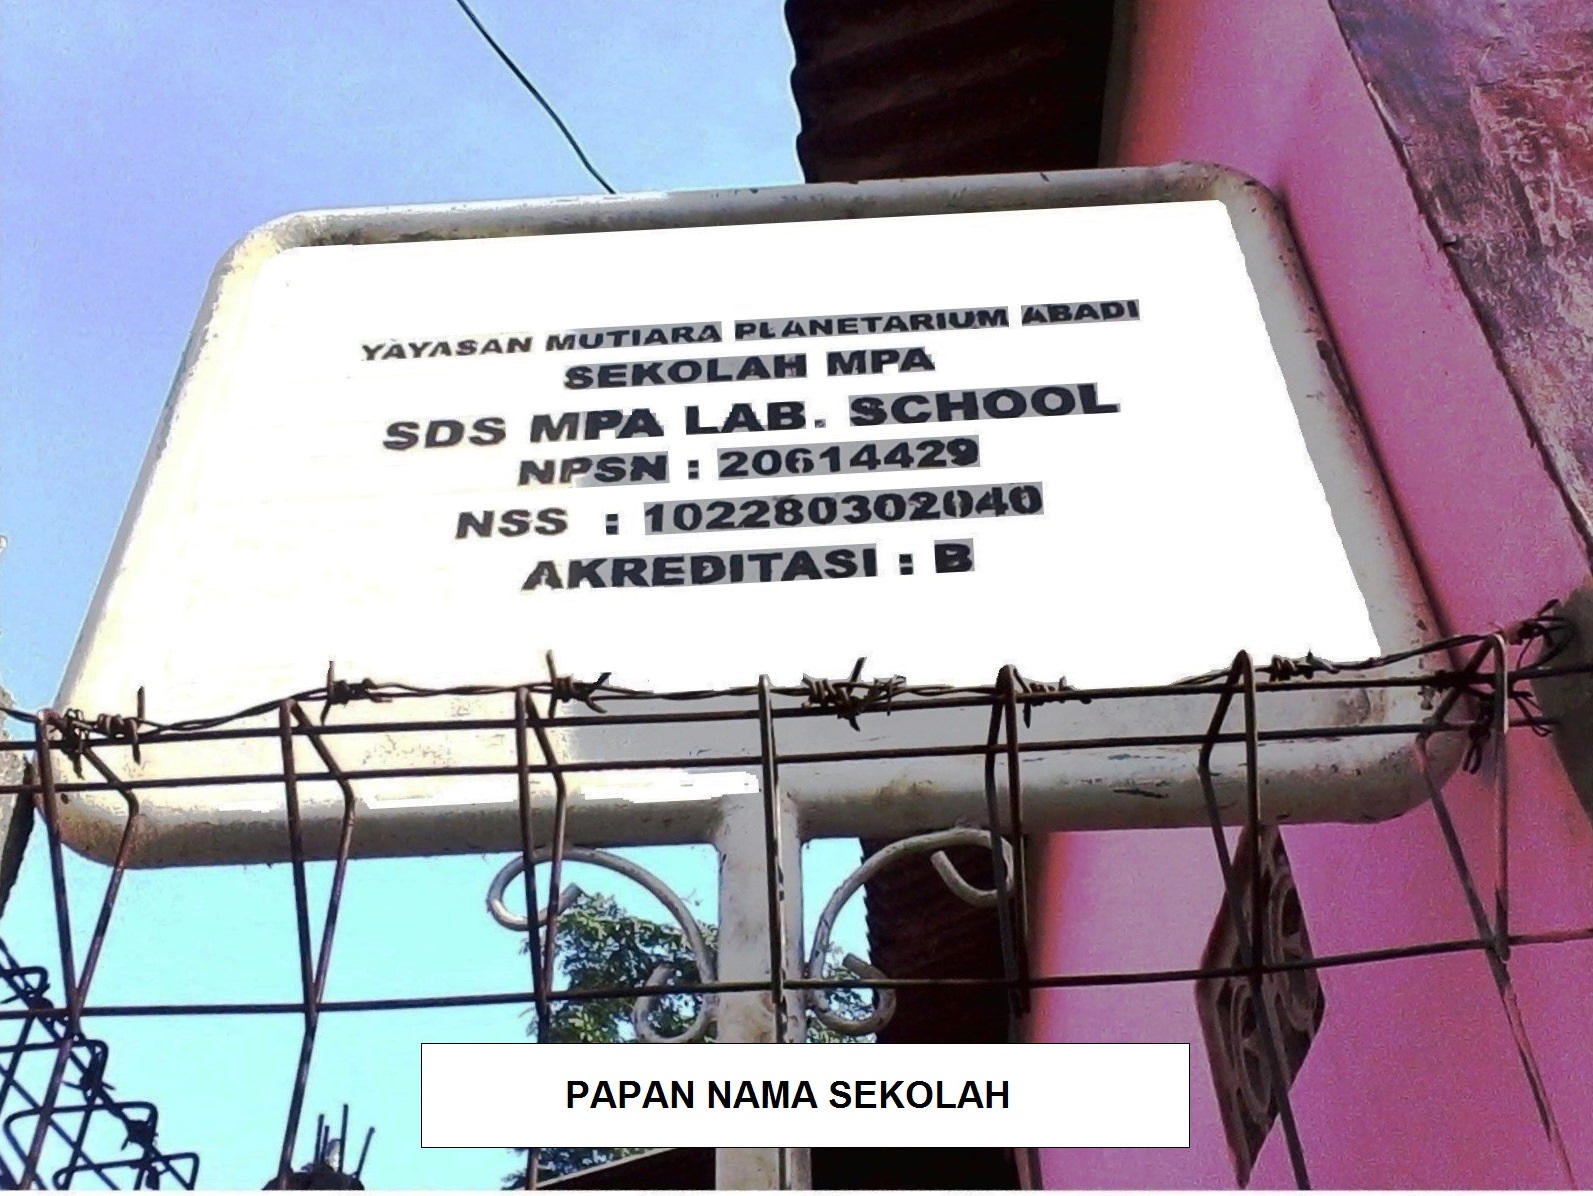 YAYASAN MUTIARA PLANETARIUM ABADI
SEKOLAH MPA
SDS MPA LAB. SCHOOL
NPSN : 20614429
NSS : 102280302040
AKREDITASI : B
PAPAN NAMA SEKOLAH